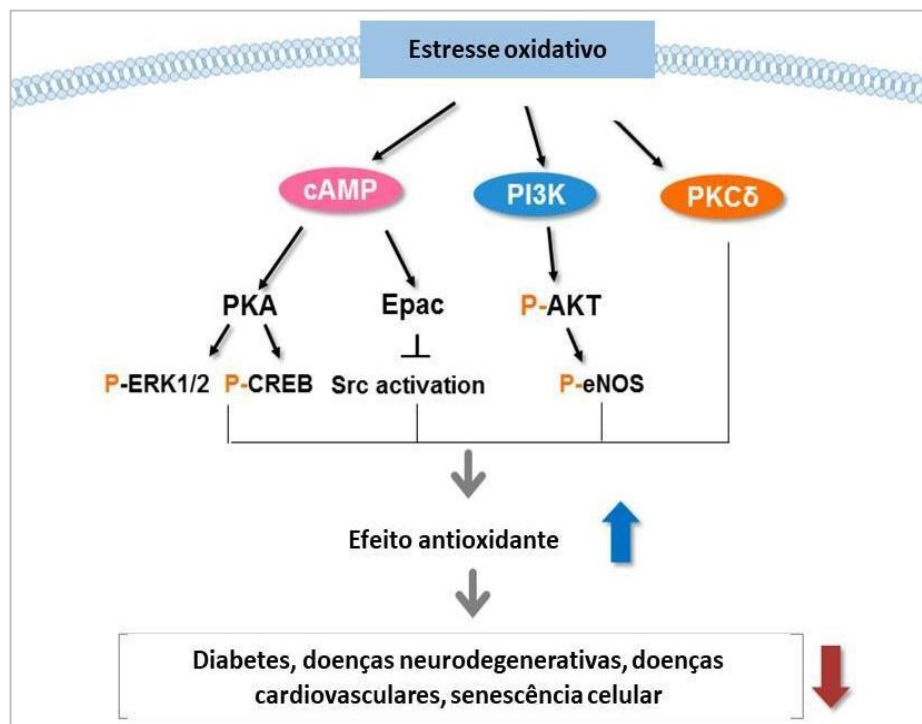 Estresse oxidativo
cAMP
PI3K
PKCδ
PKA
Epac
P-AKT
P-ERK1/2
P-CREB
Src activation
P-eNOS
Efeito antioxidante
Diabetes, doenças neurodegenerativas, doenças
cardiovasculares, senescência celular